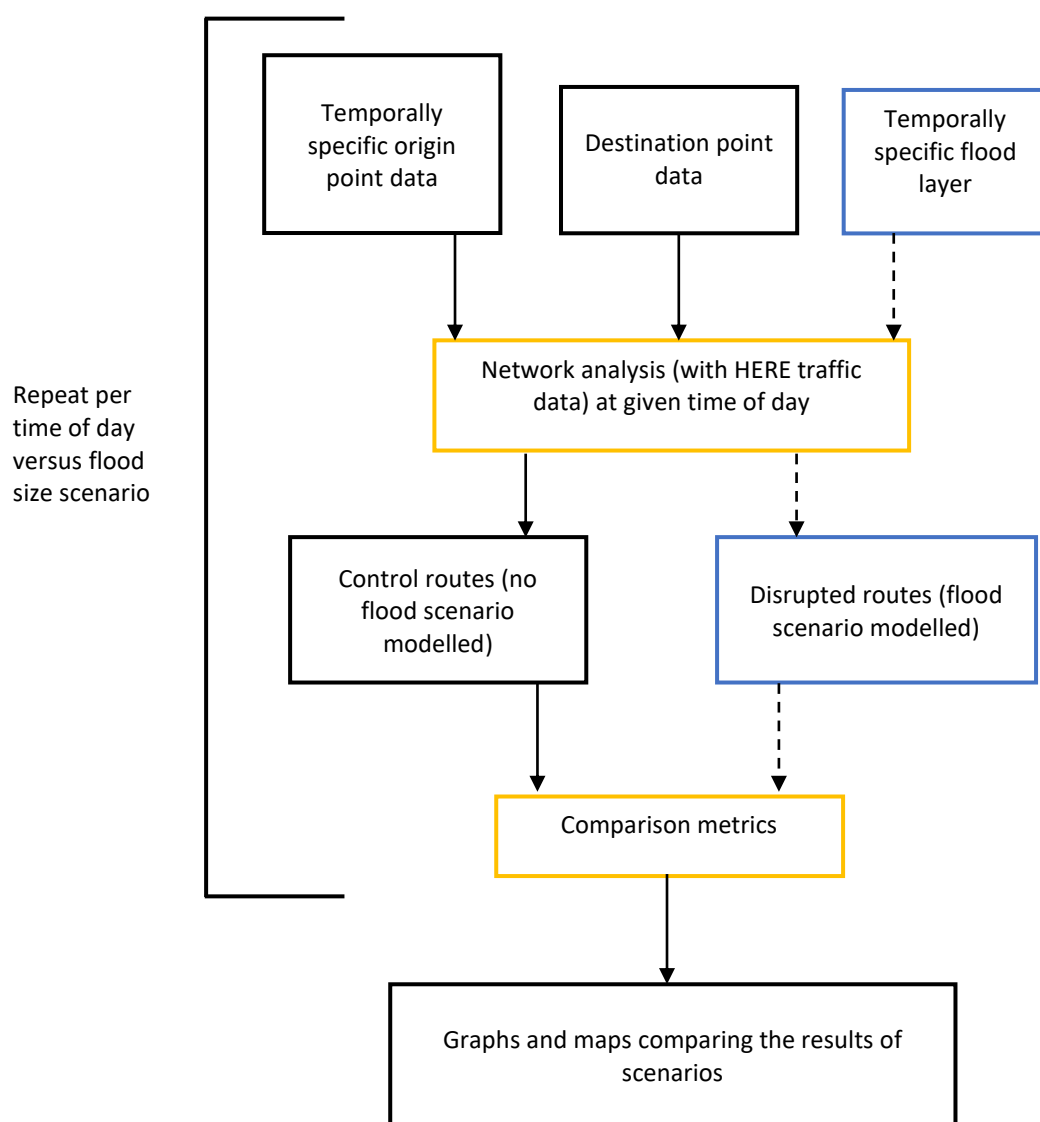 Temporally
specific origin
point data
Destination point
data
Temporally
specific flood
layer
Network analysis (with HERE traffic
data) at given time of day
Repeat per
time of day
versus flood
size scenario
Control routes (no
flood scenario
modelled)
Disrupted routes (flood
scenario modelled)
Comparison metrics
Graphs and maps comparing the results of
scenarios